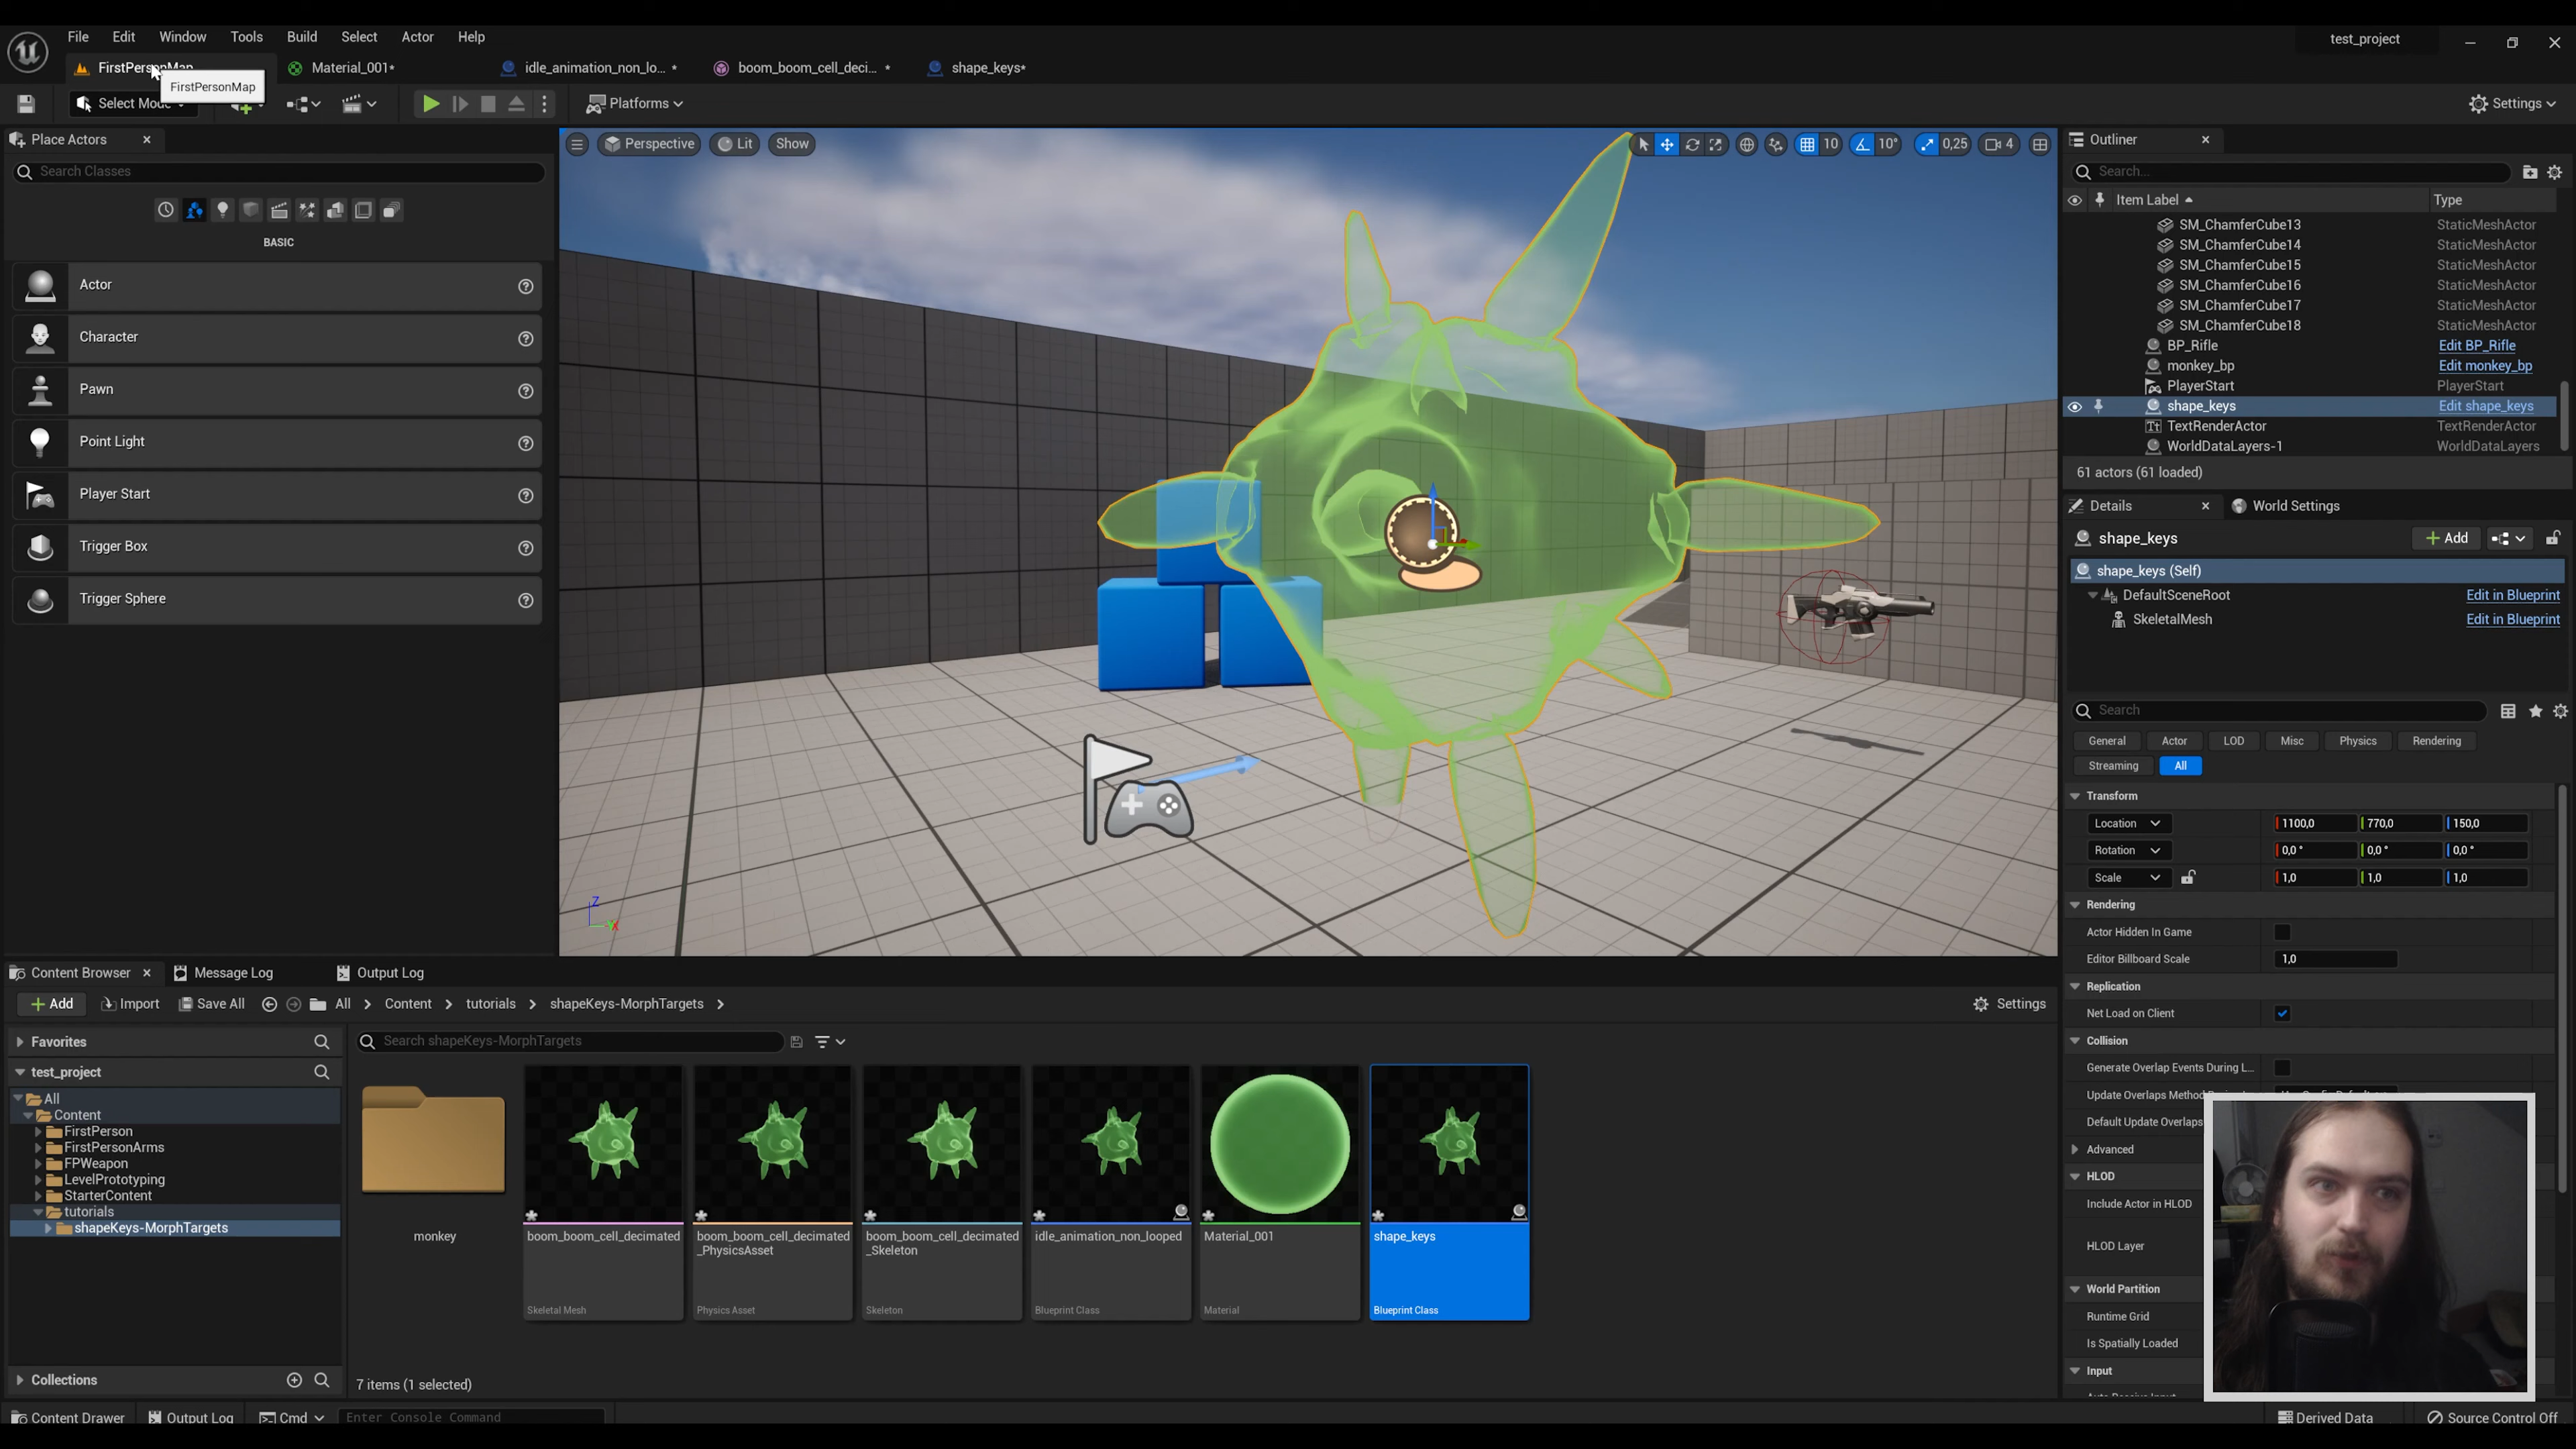 File Edit Window Tools Build Select Actor Help
test_project
Material_001*
idle_animation_non_lo... *
boom_boom_cell_deci... *
shape_keys*
FirstPersonMap
Select Mode
Platforms
Settings
Place Actors
Search Classes
BASIC
Actor
Character
Pawn
Point Light
Player Start
Trigger Box
Trigger Sphere
Perspective
Lit
Show
10
10°
0,25
4
Z
Outliner
Search...
Item Label Type
SM_ChamferCube13 StaticMeshActor
SM_ChamferCube14 StaticMeshActor
SM_ChamferCube15 StaticMeshActor
SM_ChamferCube16 StaticMeshActor
SM_ChamferCube17 StaticMeshActor
SM_ChamferCube18 StaticMeshActor
BP_Rifle Edit BP_Rifle
monkey_bp Edit monkey_bp
PlayerStart PlayerStart
shape_keys Edit shape_keys
TextRenderActor TextRenderActor
WorldDataLayers-1 WorldDataLayers
61 actors (61 loaded)
Details World Settings
shape_keys + Add
shape_keys (Self)
DefaultSceneRoot Edit in Blueprint
SkeletalMesh Edit in Blueprint
Search
General Actor LOD Misc Physics Rendering
Streaming All
Transform
Location 1100,0 770,0 150,0
Rotation 0,0 ° 0,0 ° 0,0 °
Scale 1,0 1,0 1,0
Rendering
Actor Hidden In Game
Editor Billboard Scale 1,0
Replication
Net Load on Client
Collision
Generate Overlap Events During L...
Update Overlaps Method
Default Update Overlaps
Advanced
HLOD
Include Actor in HLOD
HLOD Layer
World Partition
Runtime Grid
Is Spatially Loaded
Input
Content Browser Message Log Output Log
+ Add Import Save All All > Content > tutorials > shapeKeys-MorphTargets > Settings
Favorites
test_project
All
Content
FirstPerson
FirstPersonArms
FPWeapon
LevelPrototyping
StarterContent
tutorials
shapeKeys-MorphTargets
Collections
Search shapeKeys-MorphTargets
monkey
boom_boom_cell_decimated
Skeletal Mesh
boom_boom_cell_decimated
_PhysicsAsset
Physics Asset
boom_boom_cell_decimated
_Skeleton
Skeleton
idle_animation_non_looped
Blueprint Class
Material_001
Material
shape_keys
Blueprint Class
7 items (1 selected)
Content Drawer Output Log Cmd Enter Console Command Derived Data Source Control Off